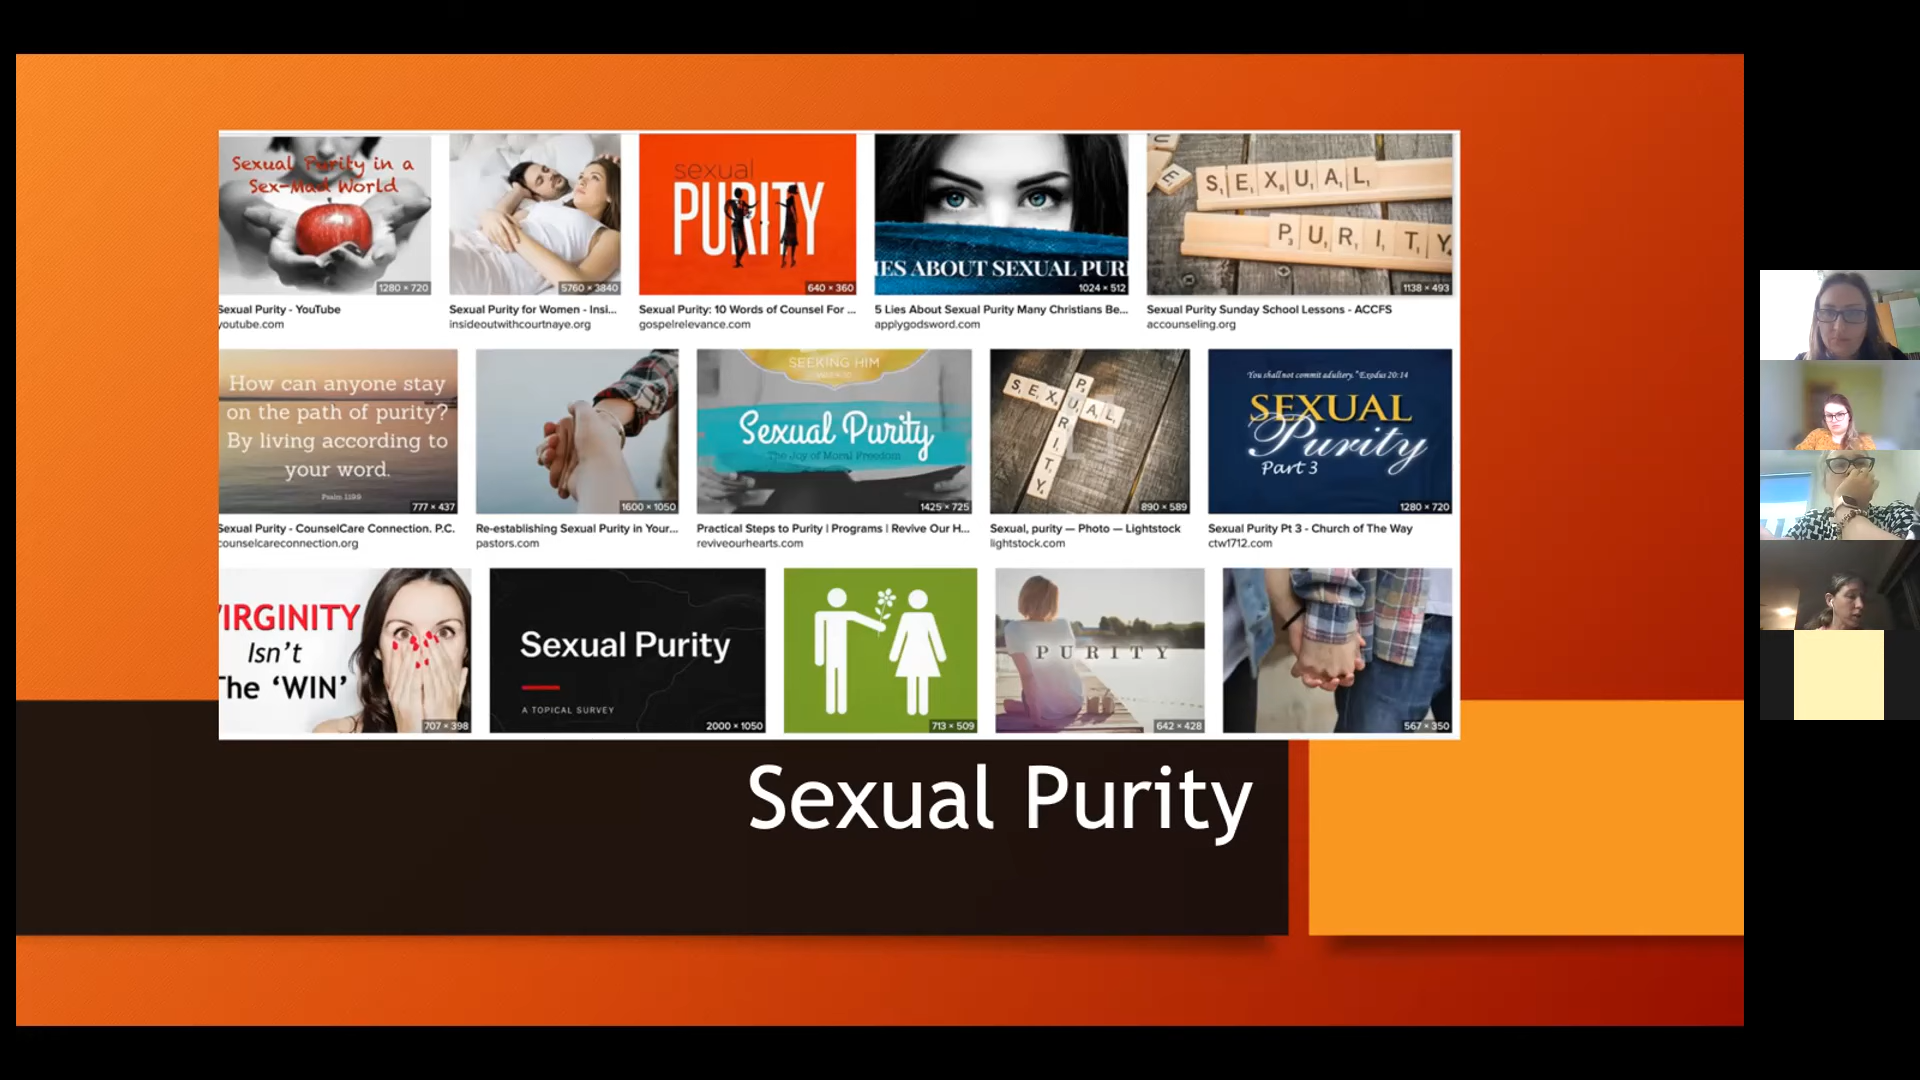 Sexual Purity in a
Sex-Mad World
1280 × 720
Sexual Purity - YouTube
youtube.com
5760 × 3840
Sexual Purity for Women - Insi...
insideoutwithcourtnaye.org
sexual
PURITY
640 × 360
Sexual Purity: 10 Words of Counsel For ...
gospelrelevance.com
IES ABOUT SEXUAL PURI
1024 × 512
5 Lies About Sexual Purity Many Christians Be...
applygodsword.com
SEXUAL
PURITY
1138 × 493
Sexual Purity Sunday School Lessons - ACCFS
accounseling.org
How can anyone stay
on the path of purity?
By living according to
your word.
Psalm 119:9
777 × 437
Sexual Purity - CounselCare Connection. P.C.
counselcareconnection.org
1600 × 1050
Re-establishing Sexual Purity in Your...
pastors.com
SEEKING HIM
Sexual Purity
The Joy of Moral Freedom
1425 × 725
Practical Steps to Purity | Programs | Revive Our H...
reviveourhearts.com
SEXUAL
PURITY
890 × 589
Sexual, purity — Photo — Lightstock
lightstock.com
"You shall not commit adultery." Exodus 20:14
SEXUAL
Purity
Part 3
1280 × 720
Sexual Purity Pt 3 - Church of The Way
ctw1712.com
VIRGINITY
Isn't
The 'WIN'
707 × 398
Sexual Purity
A TOPICAL SURVEY
2000 × 1050
713 × 509
PURITY
642 × 428
567 × 350
Sexual Purity